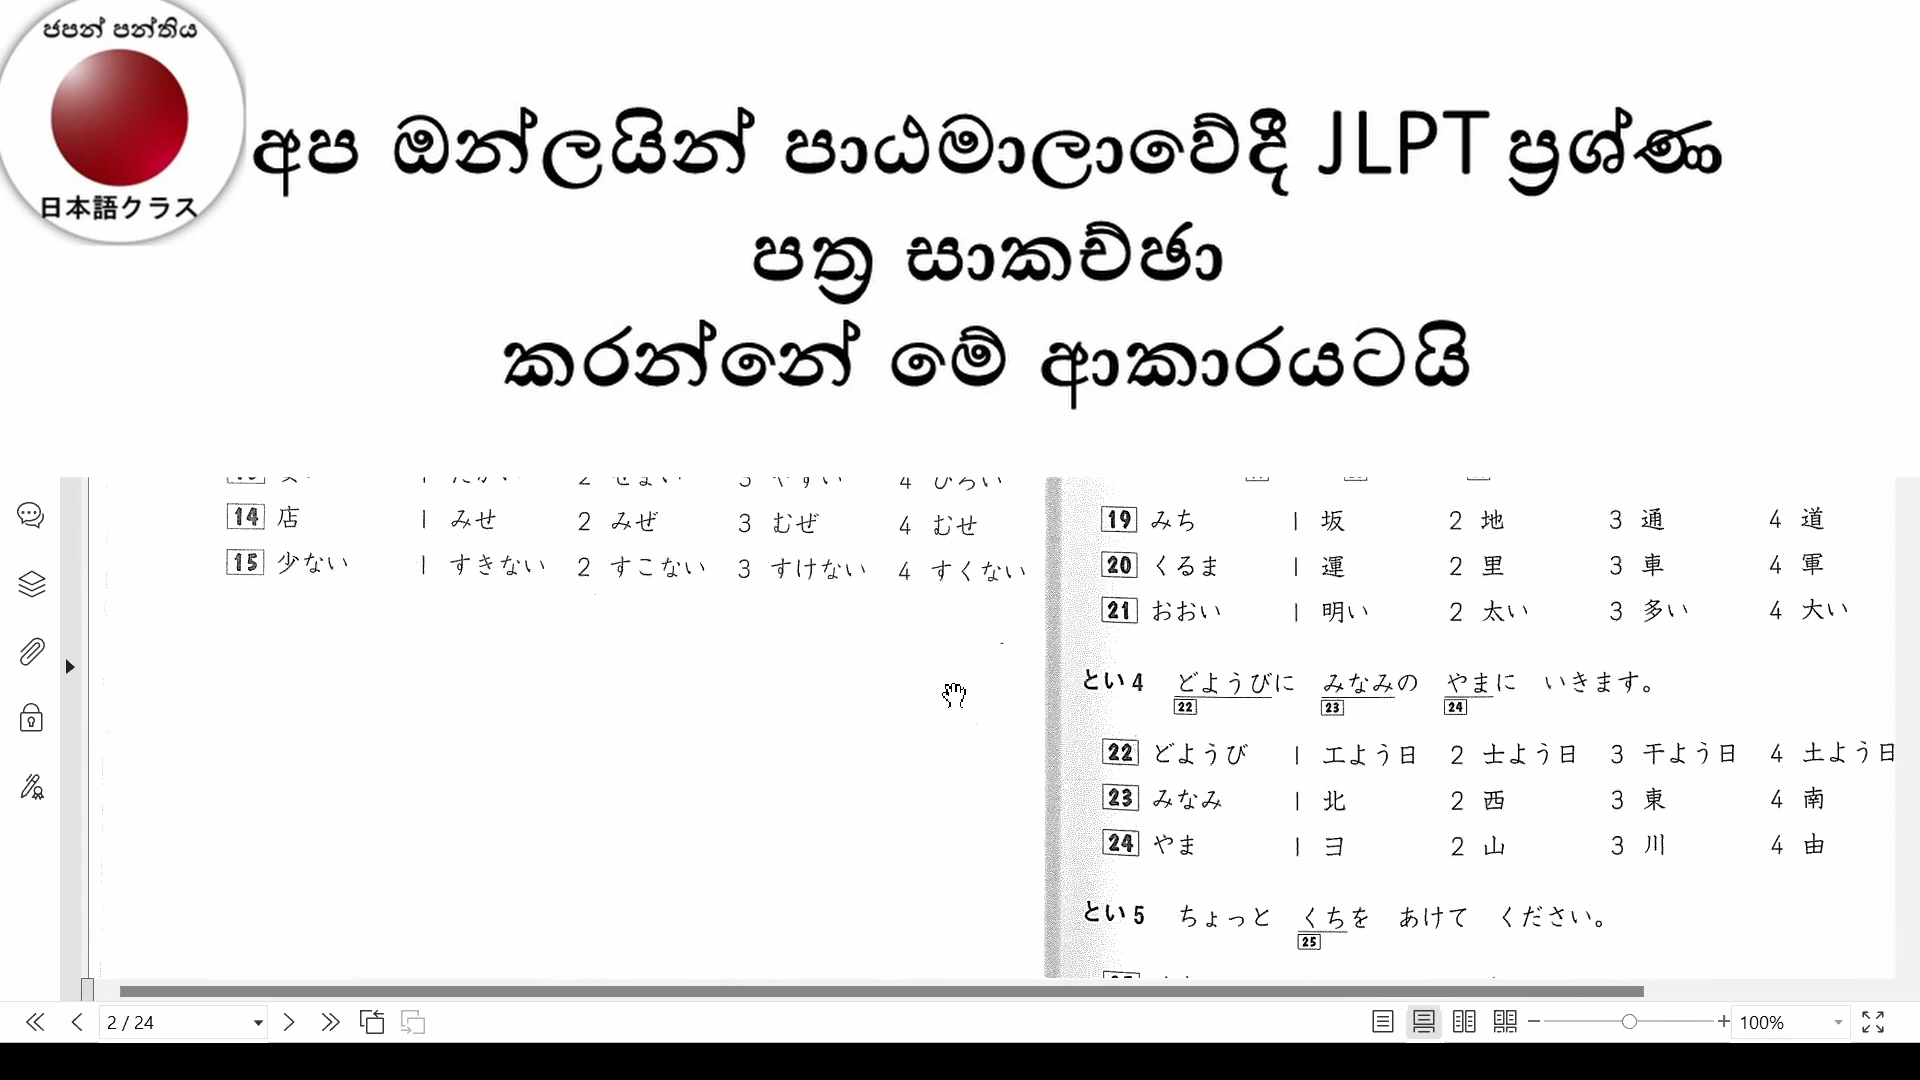 ජපන් පන්තිය
日本語クラス
අප ඔන්ලයින් පාඨමාලාවේදී JLPT ප්‍රශ්ණ
පත්‍ර සාකච්ඡා
කරන්නේ මේ ආකාරයටයි
14 店 1 みせ 2 みぜ 3 むぜ 4 むせ
15 少ない 1 すきない 2 すこない 3 すけない 4 すくない
19 みち 1 坂 2 地 3 通 4 道
20 くるま 1 運 2 里 3 車 4 軍
21 おおい 1 明い 2 太い 3 多い 4 大い
とい 4 どようびに みなみの やまに いきます。
22 23 24
22 どようび 1 工よう日 2 士よう日 3 干よう日 4 土よう日
23 みなみ 1 北 2 西 3 東 4 南
24 やま 1 ヨ 2 山 3 川 4 由
とい 5 ちょっと くちを あけて ください。
25
2 / 24
100%